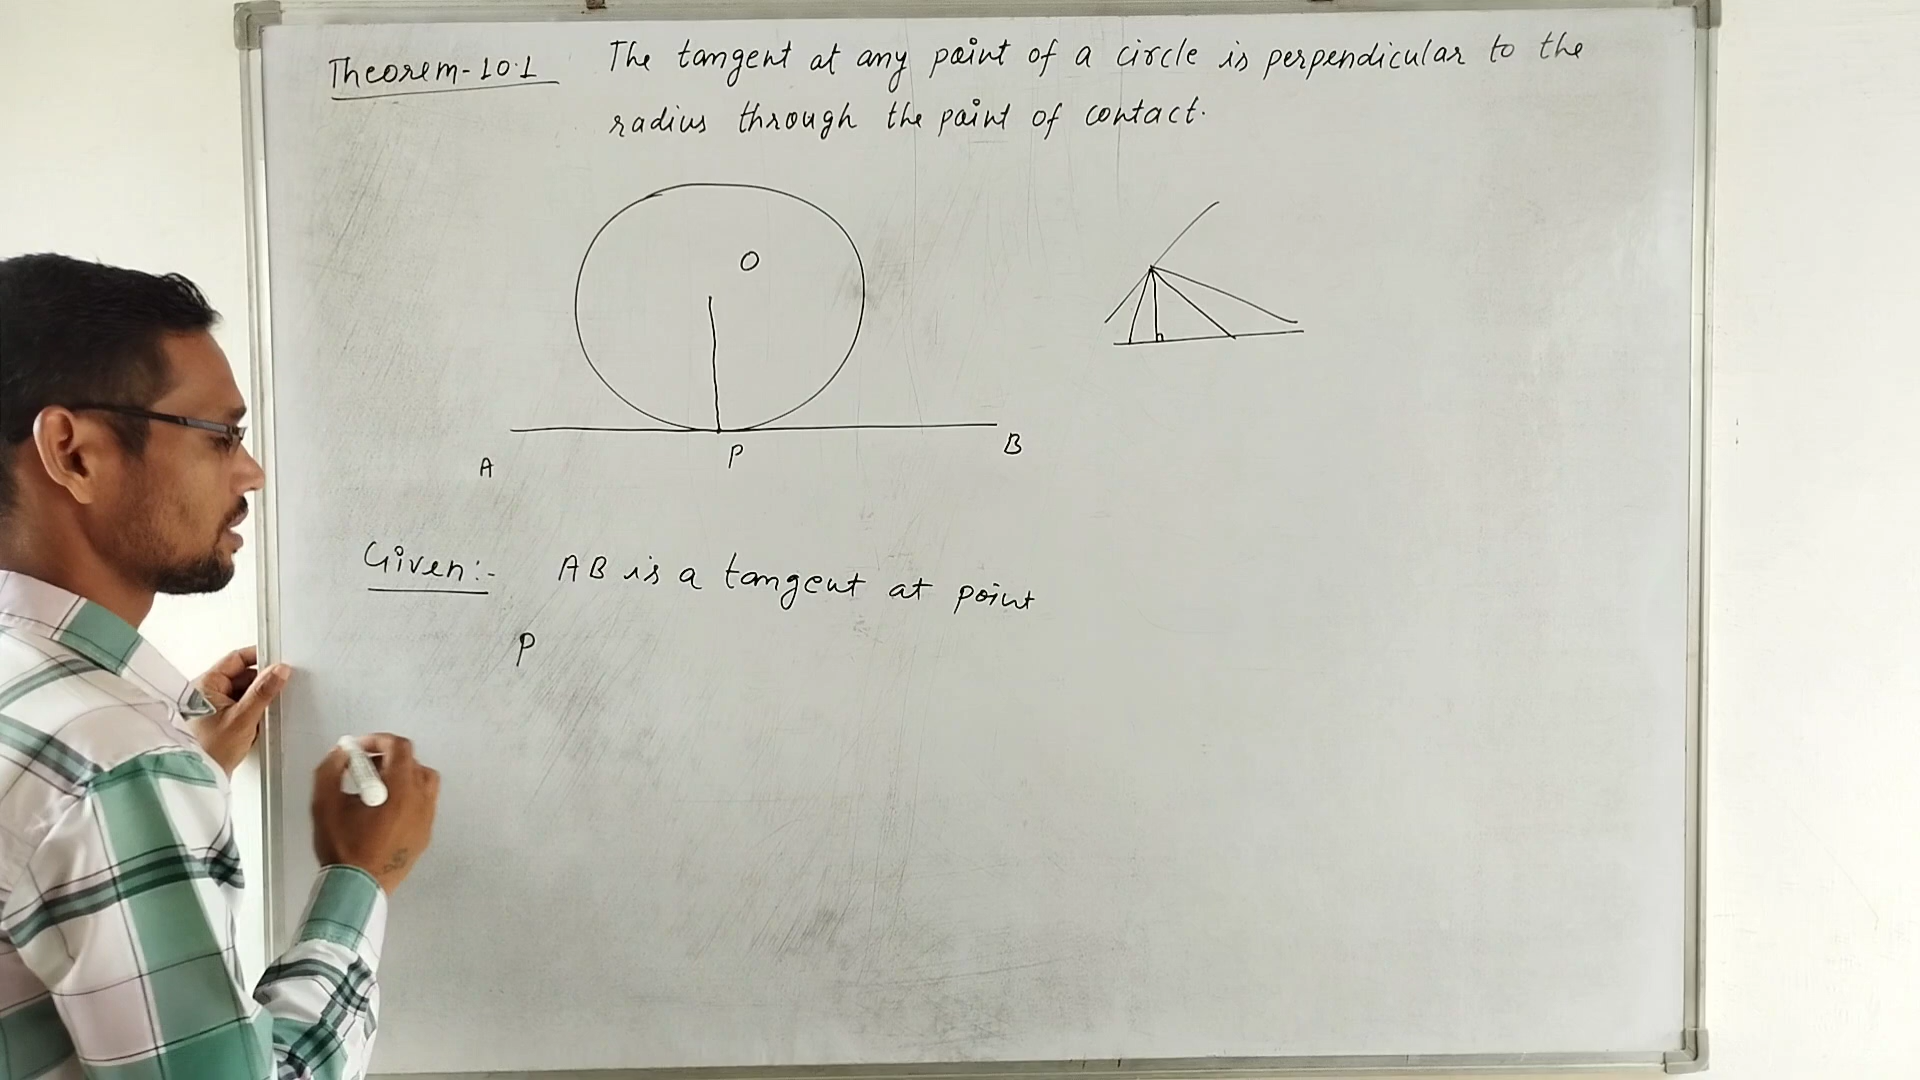 Theorem-10.1 The tangent at any point of a circle is perpendicular to the
radius through the point of contact.
O
A P B
Given:- AB is a tangent at point
P